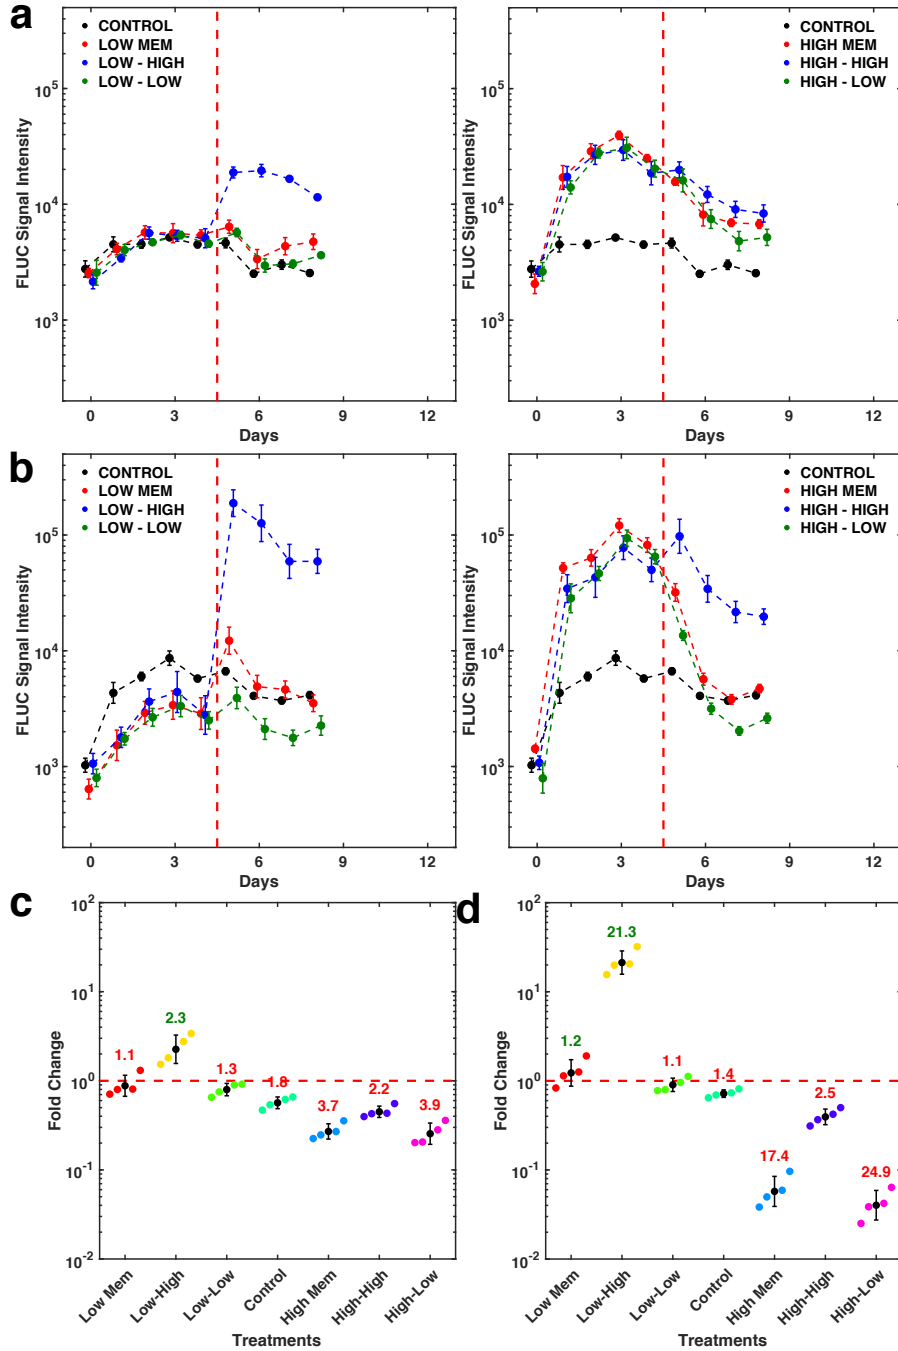 a
CONTROL
LOW MEM
LOW - HIGH
LOW - LOW
FLUC Signal Intensity
10^5
10^4
10^3
0 3 6 9 12
Days
CONTROL
HIGH MEM
HIGH - HIGH
HIGH - LOW
FLUC Signal Intensity
10^5
10^4
10^3
0 3 6 9 12
Days
b
CONTROL
LOW MEM
LOW - HIGH
LOW - LOW
FLUC Signal Intensity
10^5
10^4
10^3
0 3 6 9 12
Days
CONTROL
HIGH MEM
HIGH - HIGH
HIGH - LOW
FLUC Signal Intensity
10^5
10^4
10^3
0 3 6 9 12
Days
c
Fold Change
10^2
10^1
10^0
10^-1
10^-2
1.1
2.3
1.3
1.8
3.7
2.2
3.9
Low Mem
Low-High
Low-Low
Control
High Mem
High-High
High-Low
Treatments
d
Fold Change
10^2
10^1
10^0
10^-1
10^-2
1.2
21.3
1.1
1.4
17.4
2.5
24.9
Low Mem
Low-High
Low-Low
Control
High Mem
High-High
High-Low
Treatments